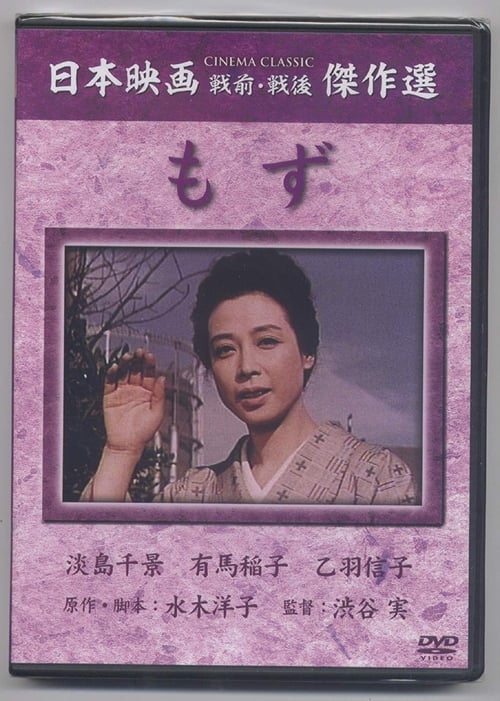 CINEMA CLASSIC
日本映画 戦前・戦後 傑作選
もず
淡島千景 有馬稲子 乙羽信子
原作・脚本：水木洋子 監督：渋谷 実
DVD
VIDEO